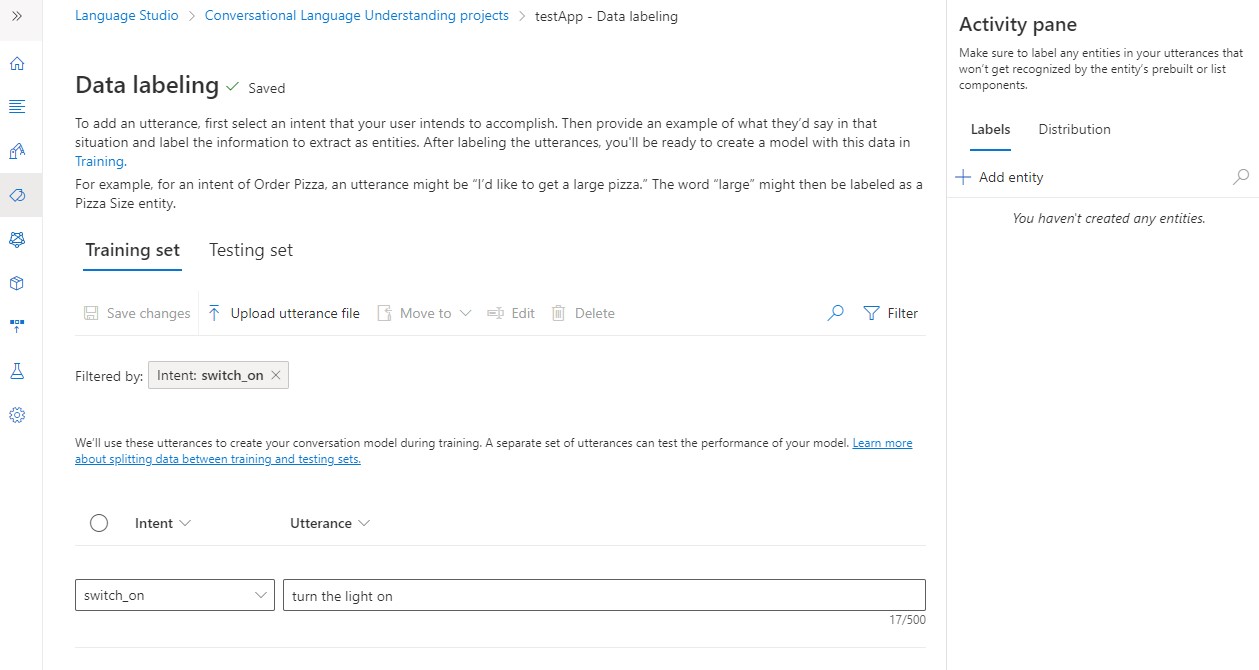 Language Studio > Conversational Language Understanding projects > testApp - Data labeling
Data labeling Saved
To add an utterance, first select an intent that your user intends to accomplish. Then provide an example of what they'd say in that
situation and label the information to extract as entities. After labeling the utterances, you'll be ready to create a model with this data in
Training.
For example, for an intent of Order Pizza, an utterance might be “I'd like to get a large pizza.” The word “large” might then be labeled as a
Pizza Size entity.
Training set Testing set
Save changes Upload utterance file Move to Edit Delete Filter
Filtered by: Intent: switch_on
We'll use these utterances to create your conversation model during training. A separate set of utterances can test the performance of your model. Learn more
about splitting data between training and testing sets.
Intent Utterance
switch_on turn the light on
17/500
Activity pane
Make sure to label any entities in your utterances that
won't get recognized by the entity's prebuilt or list
components.
Labels Distribution
Add entity
You haven't created any entities.